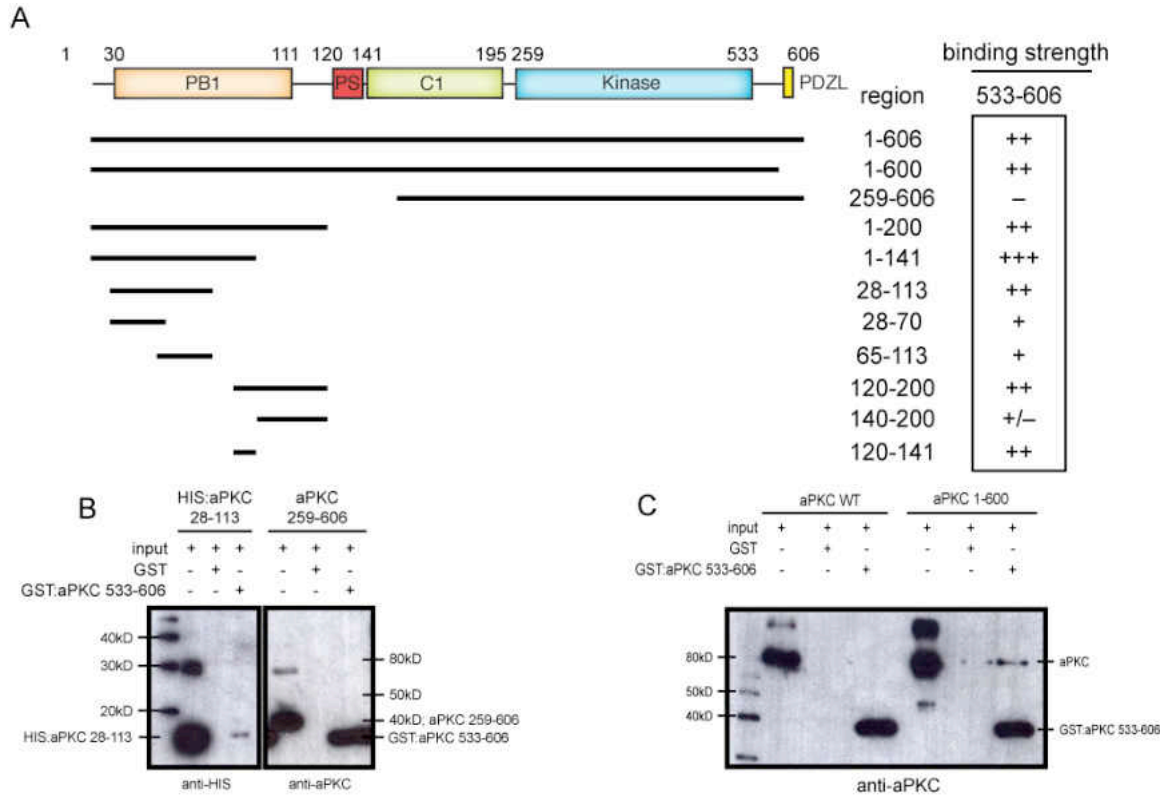 A
1 30 111 120 141 195 259 533 606
binding strength
PB1 PS C1 Kinase PDZL
region 533-606
1-606 ++
1-600 ++
259-606 –
1-200 ++
1-141 +++
28-113 ++
28-70 +
65-113 +
120-200 ++
140-200 +/–
120-141 ++
B
HIS:aPKC aPKC
28-113 259-606
input + + + + + +
GST - + - - + -
GST:aPKC 533-606 - - + - - +
40kD
30kD
20kD
HIS:aPKC 28-113
80kD
50kD
40kD, aPKC 259-606
GST:aPKC 533-606
anti-HIS anti-aPKC
C
aPKC WT aPKC 1-600
input + + + + + +
GST - + - - + -
GST:aPKC 533-606 - - + - - +
80kD
50kD
40kD
aPKC
GST:aPKC 533-606
anti-aPKC